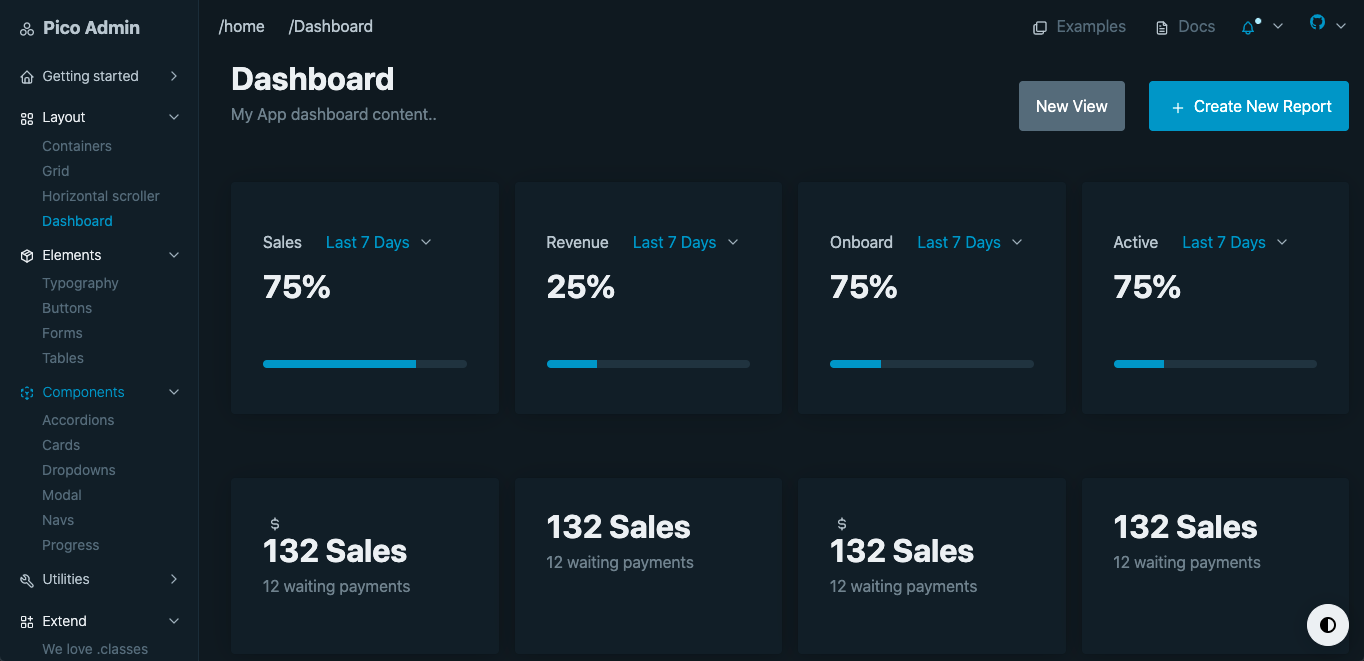 Pico Admin
Getting started
Layout
Containers
Grid
Horizontal scroller
Dashboard
Elements
Typography
Buttons
Forms
Tables
Components
Accordions
Cards
Dropdowns
Modal
Navs
Progress
Utilities
Extend
We love .classes
/home /Dashboard
Examples Docs
Dashboard
My App dashboard content..
New View
+ Create New Report
Sales Last 7 Days
75%
Revenue Last 7 Days
25%
Onboard Last 7 Days
75%
Active Last 7 Days
75%
$
132 Sales
12 waiting payments
132 Sales
12 waiting payments
$
132 Sales
12 waiting payments
132 Sales
12 waiting payments